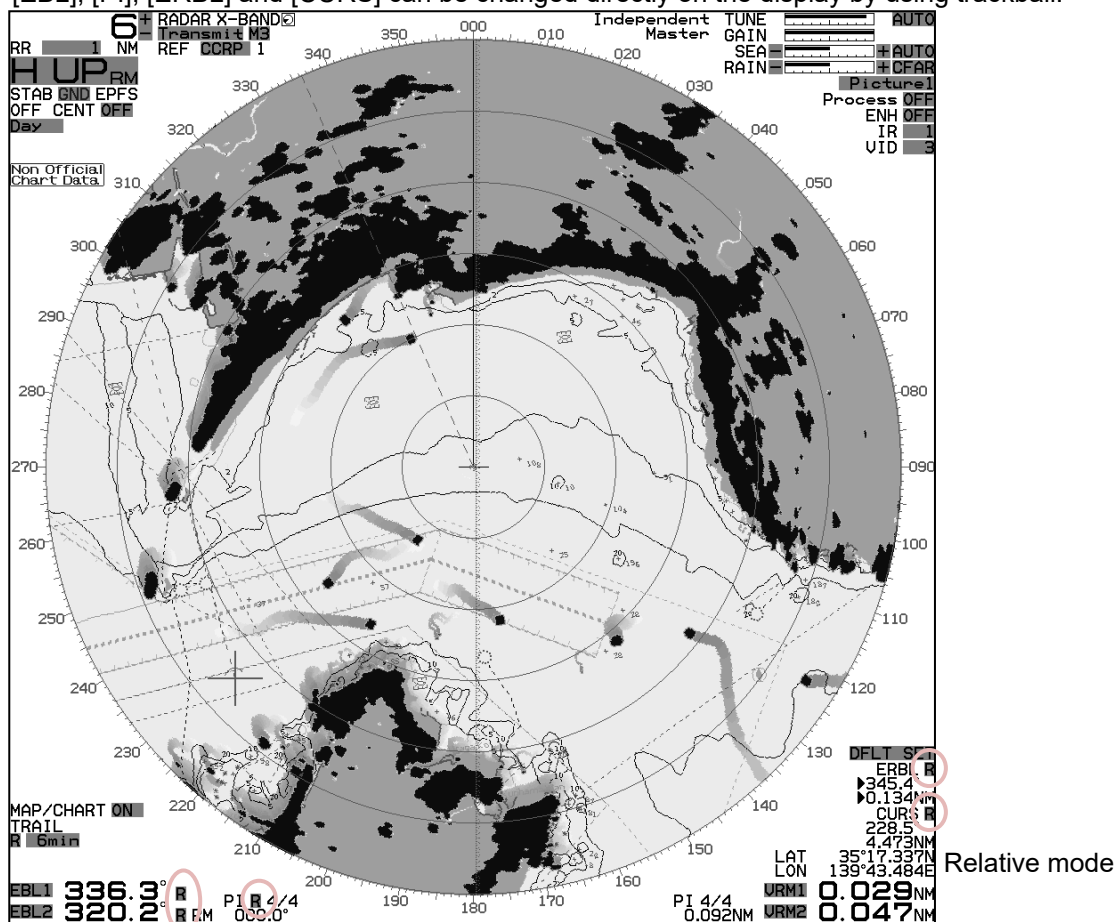 [EBL], [PI], [ERBL] and [CURS] can be changed directly on the display by using trackball.
6 + -
RADAR X-BAND
Transmit M3
RR 1 NM
REF CCRP 1
H UP RM
STAB GND EPFS
OFF CENT OFF
Day
Non Official
Chart Data
Independent
Master
TUNE AUTO
GAIN
SEA - + AUTO
RAIN - + CFAR
Picture1
Process OFF
ENH OFF
IR 1
VID 3
000
010
020
030
040
050
060
070
080
090
100
110
120
130
140
150
160
170
180
190
200
210
220
230
240
250
260
270
280
290
300
310
320
330
340
350
MAP/CHART ON
TRAIL
R 6min
EBL1 336.3° R
EBL2 320.2° R RM
PI R 4/4
000.0°
PI 4/4
0.092NM
DFLT SET
ERBL R
345.4
0.134NM
CURS R
228.5
4.473NM
LAT 35°17.337N
LON 139°43.484E
VRM1 0.029NM
VRM2 0.047NM
Relative mode